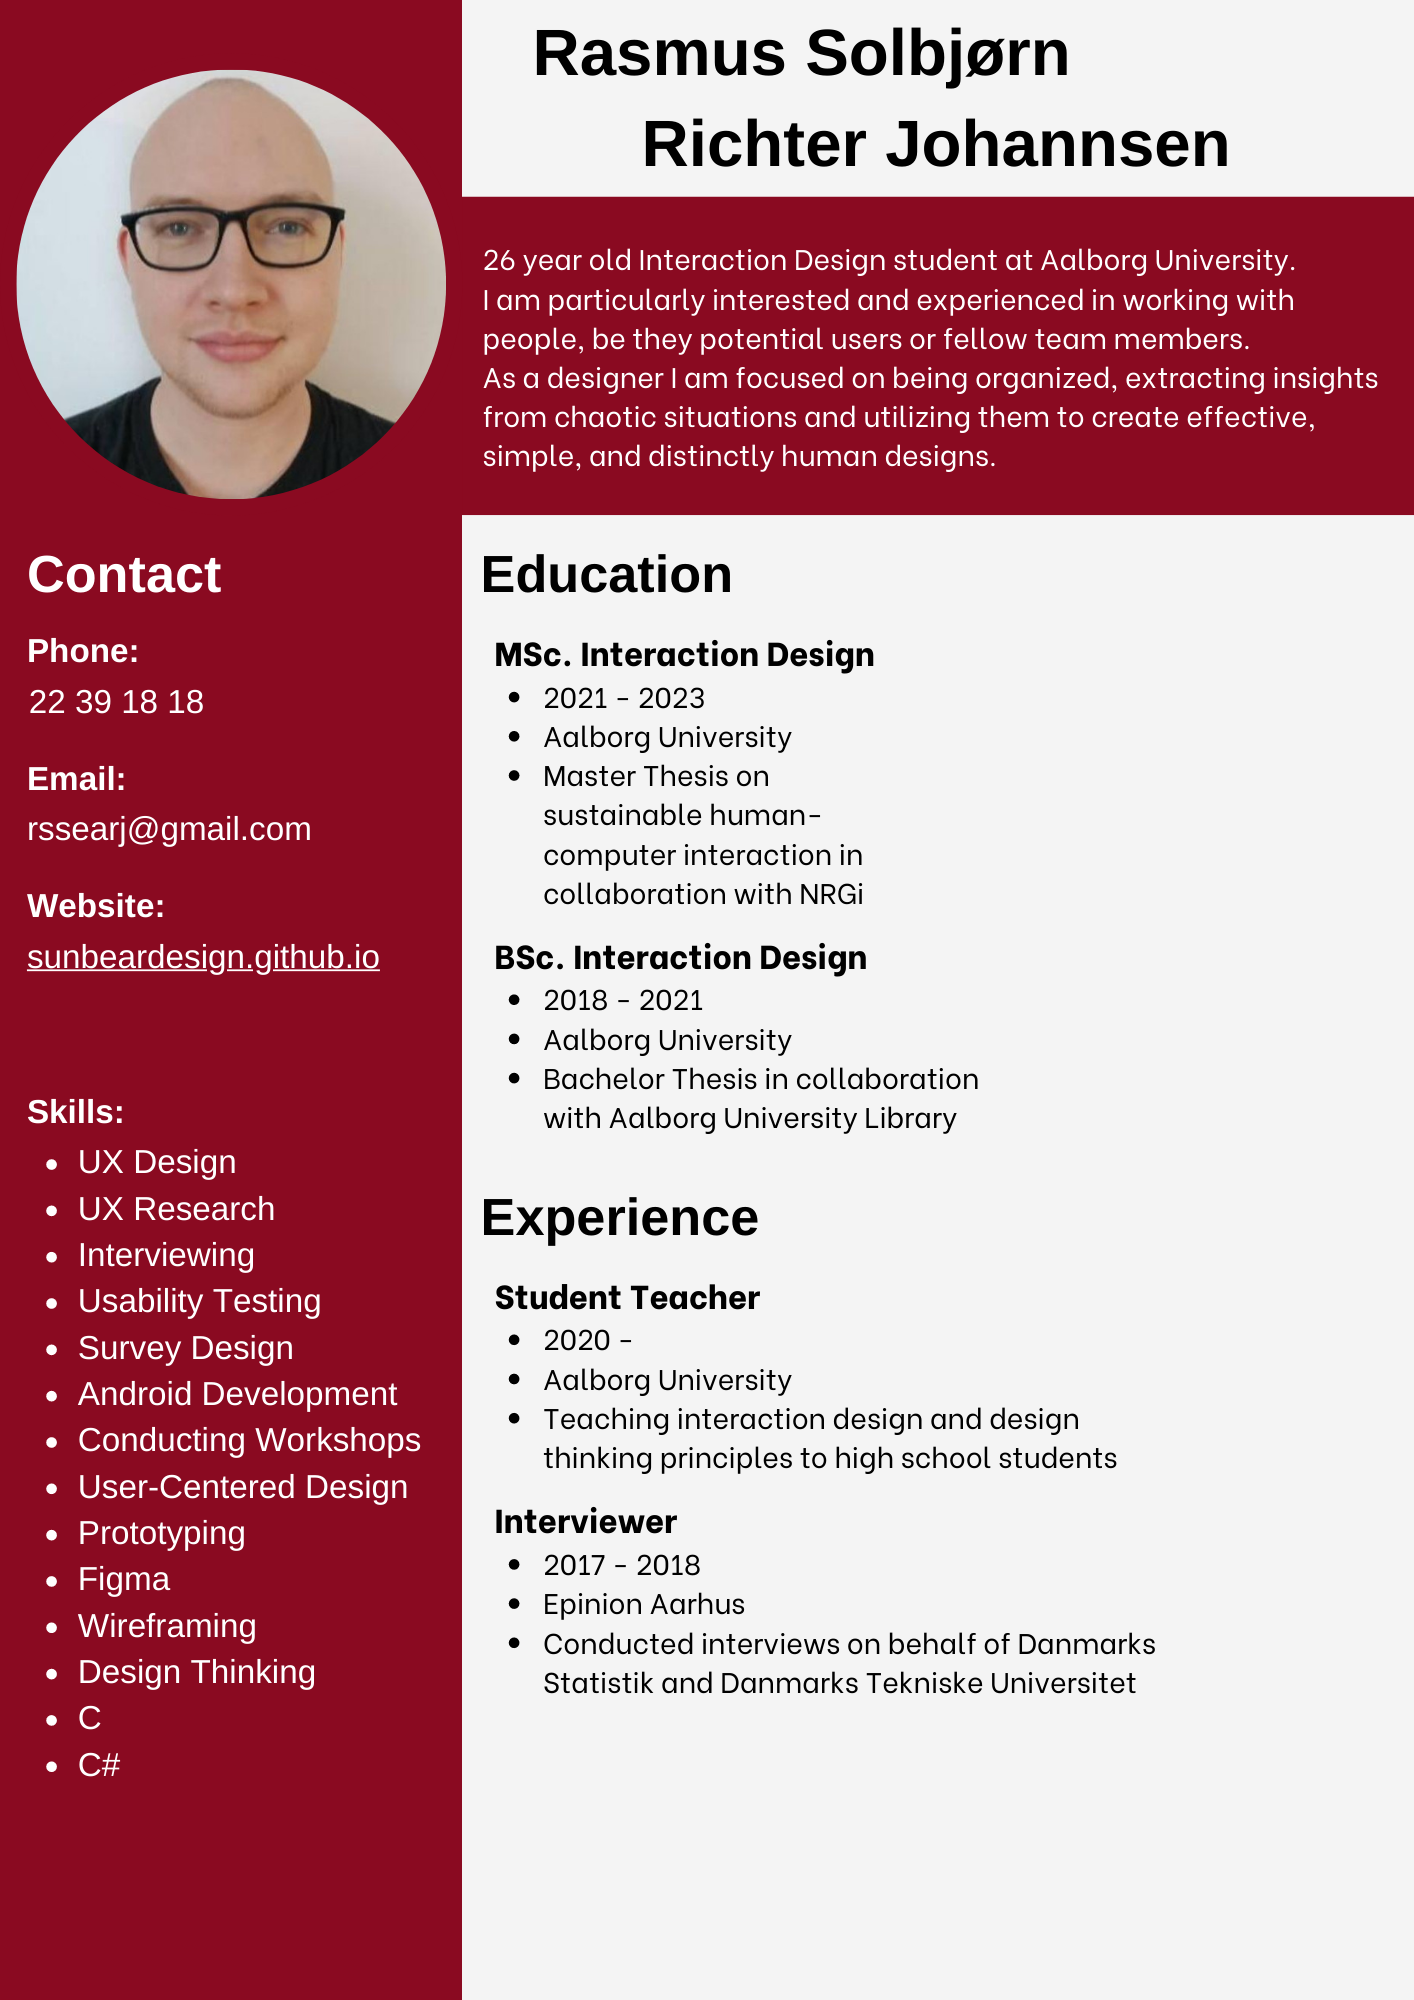 Rasmus Solbjørn
Richter Johannsen
26 year old Interaction Design student at Aalborg University.
I am particularly interested and experienced in working with
people, be they potential users or fellow team members.
As a designer I am focused on being organized, extracting insights
from chaotic situations and utilizing them to create effective,
simple, and distinctly human designs.
Contact
Phone:
22 39 18 18
Email:
rssearj@gmail.com
Website:
sunbeardesign.github.io
Skills:
• UX Design
• UX Research
• Interviewing
• Usability Testing
• Survey Design
• Android Development
• Conducting Workshops
• User-Centered Design
• Prototyping
• Figma
• Wireframing
• Design Thinking
• C
• C#
Education
MSc. Interaction Design
• 2021 - 2023
• Aalborg University
• Master Thesis on
sustainable human-
computer interaction in
collaboration with NRGi
BSc. Interaction Design
• 2018 - 2021
• Aalborg University
• Bachelor Thesis in collaboration
with Aalborg University Library
Experience
Student Teacher
• 2020 -
• Aalborg University
• Teaching interaction design and design
thinking principles to high school students
Interviewer
• 2017 - 2018
• Epinion Aarhus
• Conducted interviews on behalf of Danmarks
Statistik and Danmarks Tekniske Universitet